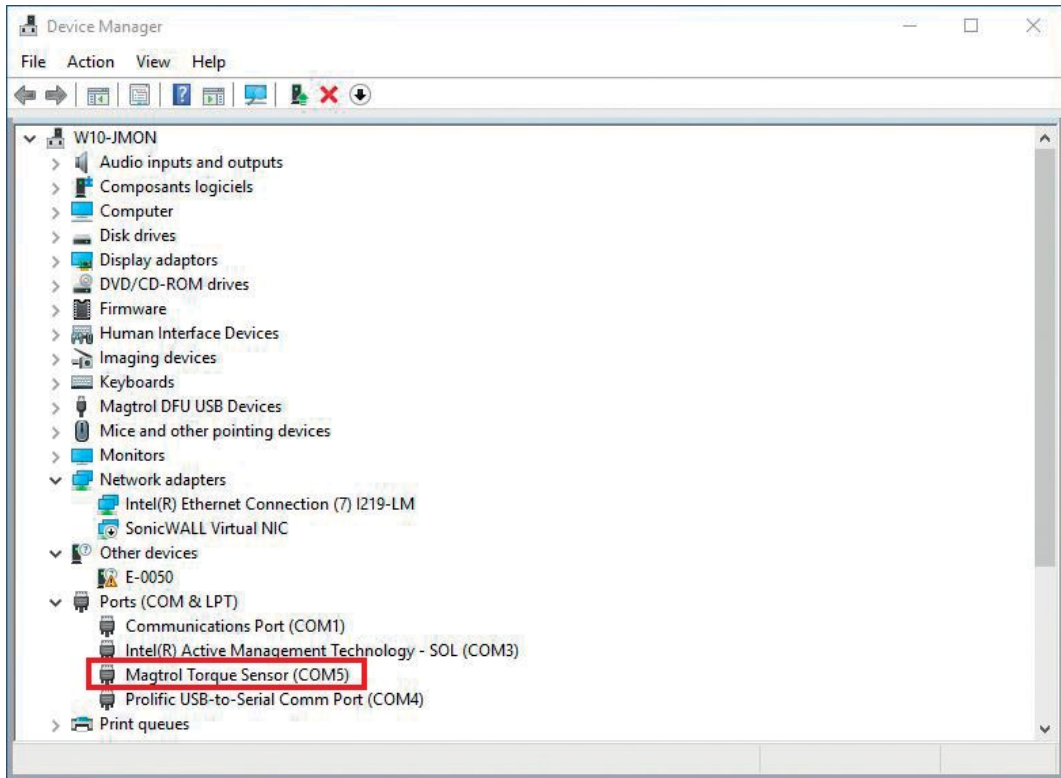 Device Manager
File Action View Help
W10-JMON
Audio inputs and outputs
Composants logiciels
Computer
Disk drives
Display adaptors
DVD/CD-ROM drives
Firmware
Human Interface Devices
Imaging devices
Keyboards
Magtrol DFU USB Devices
Mice and other pointing devices
Monitors
Network adapters
Intel(R) Ethernet Connection (7) I219-LM
SonicWALL Virtual NIC
Other devices
E-0050
Ports (COM & LPT)
Communications Port (COM1)
Intel(R) Active Management Technology - SOL (COM3)
Magtrol Torque Sensor (COM5)
Prolific USB-to-Serial Comm Port (COM4)
Print queues